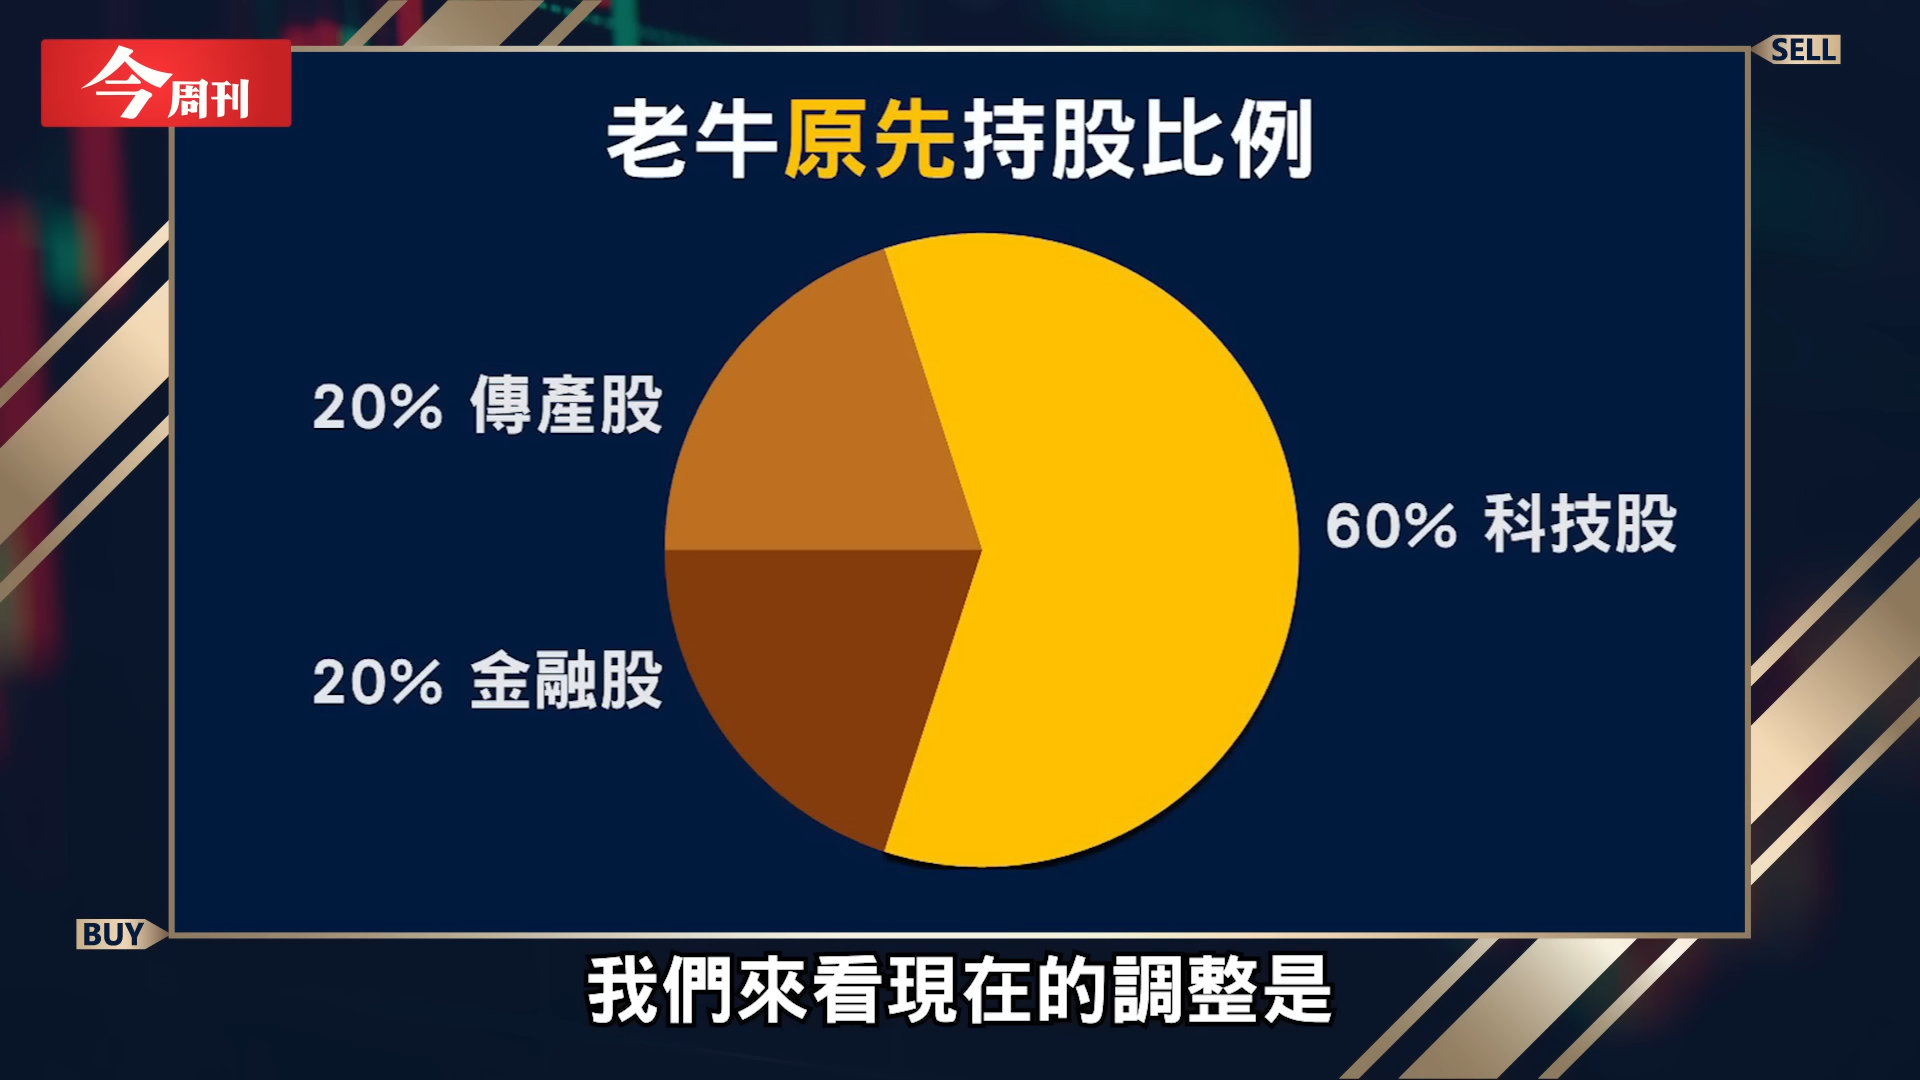 今周刊
SELL
老牛原先持股比例
20% 傳產股
60% 科技股
20% 金融股
BUY
我們來看現在的調整是